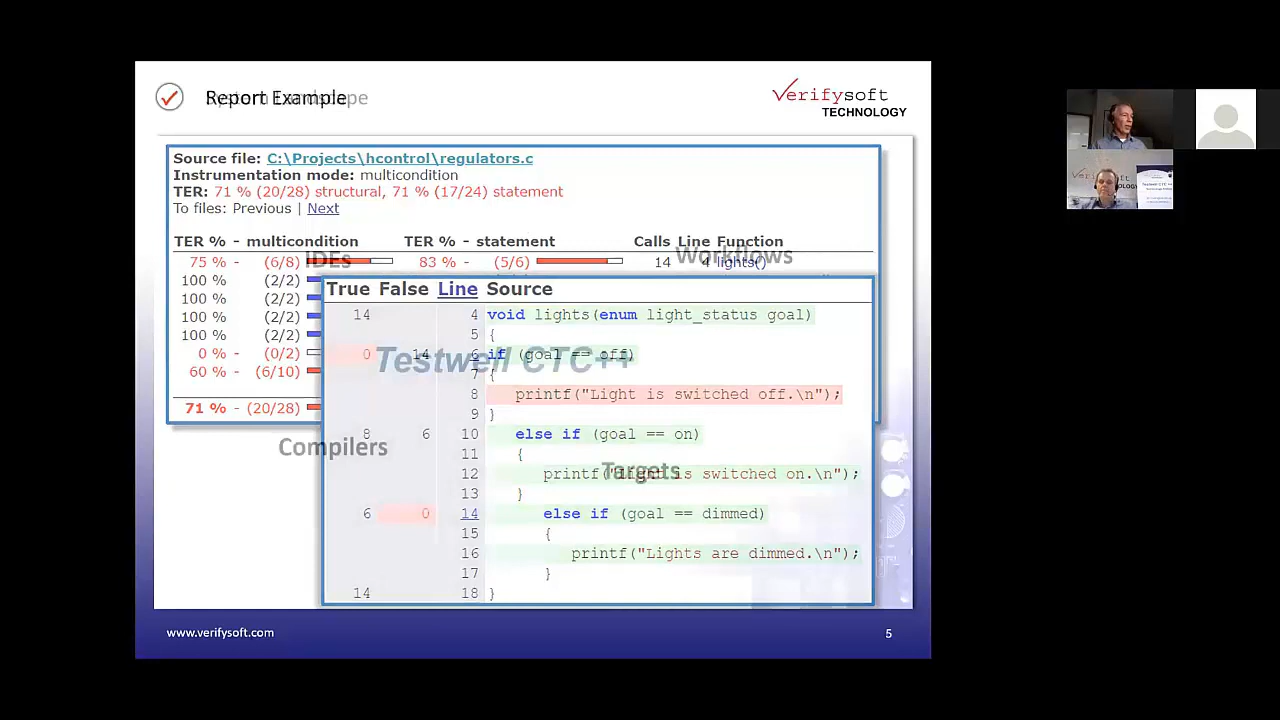 Report Example
Verifysoft
TECHNOLOGY
Source file: C:\Projects\hcontrol\regulators.c
Instrumentation mode: multicondition
TER: 71 % (20/28) structural, 71 % (17/24) statement
To files: Previous | Next
TER % - multicondition TER % - statement Calls Line Function
75 % - (6/8) 83 % - (5/6) 14 4 lights()
IDEs Workflows
100 % (2/2)
100 % (2/2)
100 % (2/2)
100 % (2/2)
0 % - (0/2)
60 % - (6/10)
71 % - (20/28)
True False Line Source
14 4 void lights(enum light_status goal)
5 {
0 14 6 if (goal == off)
Testwell CTC++
7 {
8 printf("Light is switched off.\n");
9 }
8 6 10 else if (goal == on)
Compilers
11 {
12 printf("Light is switched on.\n");
Targets
13 }
6 0 14 else if (goal == dimmed)
15 {
16 printf("Lights are dimmed.\n");
17 }
14 18 }
www.verifysoft.com
5
Testwell CTC++